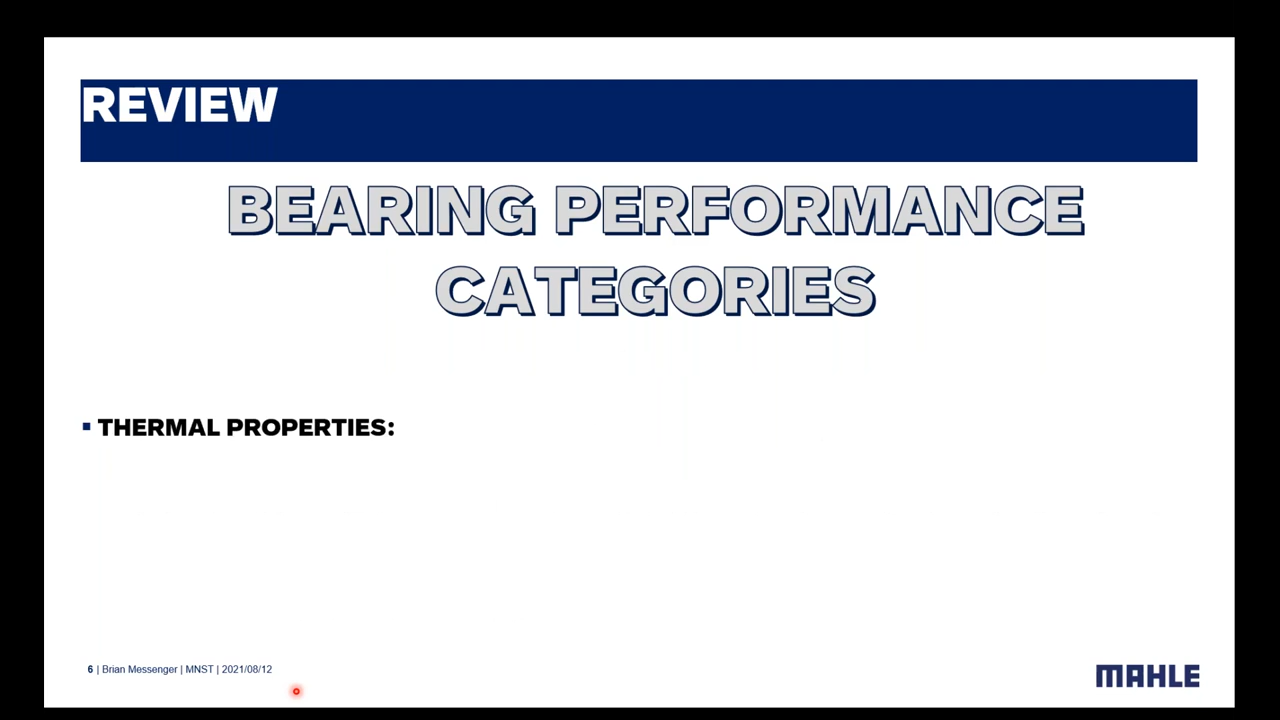 REVIEW
BEARING PERFORMANCE
CATEGORIES
▪ THERMAL PROPERTIES:
6 | Brian Messenger | MNST | 2021/08/12
MAHLE